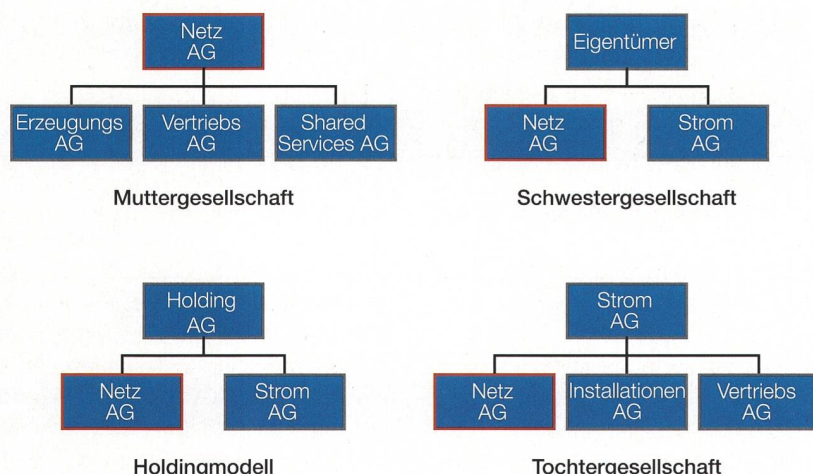 Netz
AG
Erzeugungs
AG
Vertriebs
AG
Shared
Services AG
Muttergesellschaft
Eigentümer
Netz
AG
Strom
AG
Schwestergesellschaft
Holding
AG
Netz
AG
Strom
AG
Holdingmodell
Strom
AG
Netz
AG
Installationen
AG
Vertriebs
AG
Tochtergesellschaft